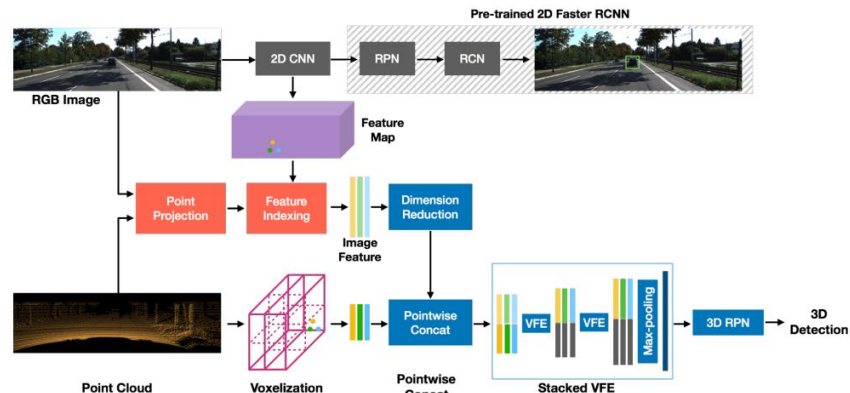 Pre-trained 2D Faster RCNN
2D CNN
RPN
RCN
RGB Image
Feature
Map
Point
Projection
Feature
Indexing
Dimension
Reduction
Image
Feature
Pointwise
Concat
VFE
VFE
Max-pooling
3D RPN
3D
Detection
Point Cloud
Voxelization
Pointwise
Concat
Stacked VFE